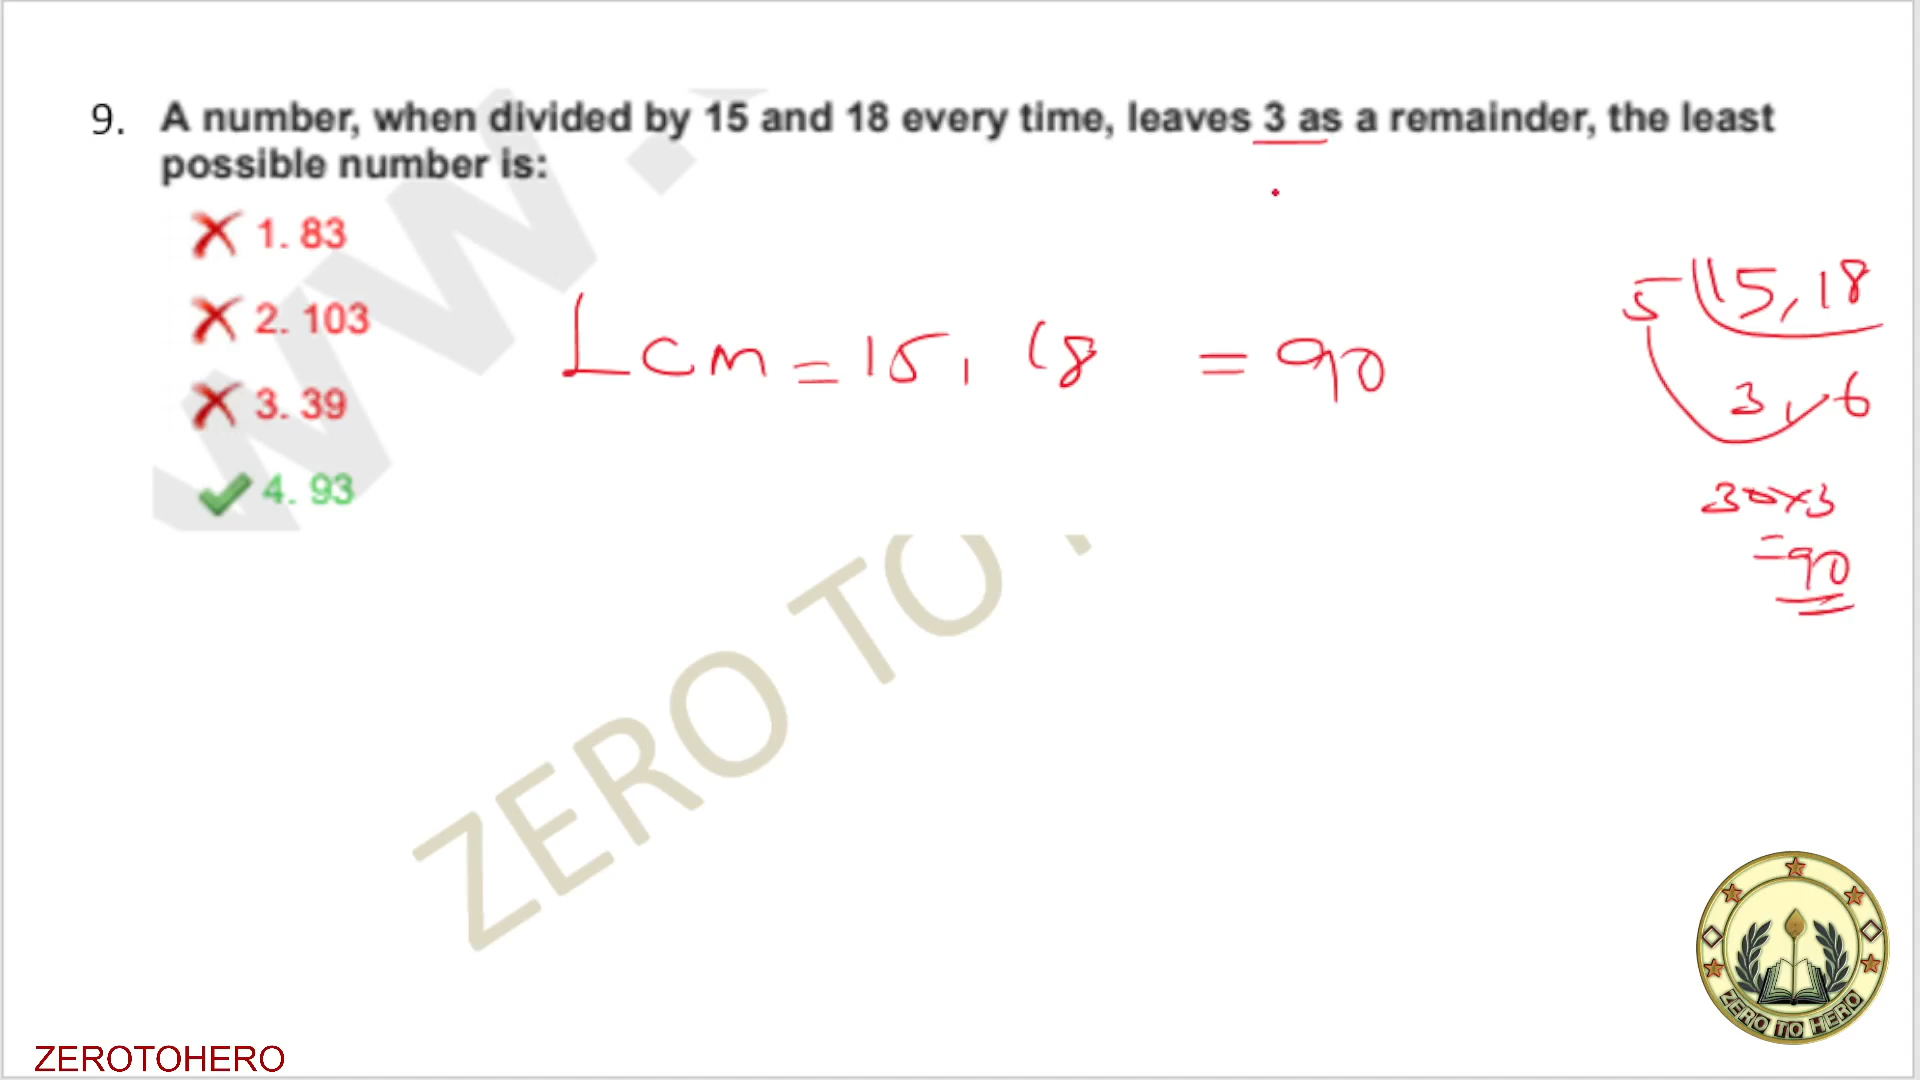 9. A number, when divided by 15 and 18 every time, leaves 3 as a remainder, the least
possible number is:
1. 83
2. 103
3. 39
4. 93
LCM = 15, 18 = 90
5 15, 18
3, 6
30×3
=90
ZERO TO
ZERO TO HERO
ZEROTOHERO